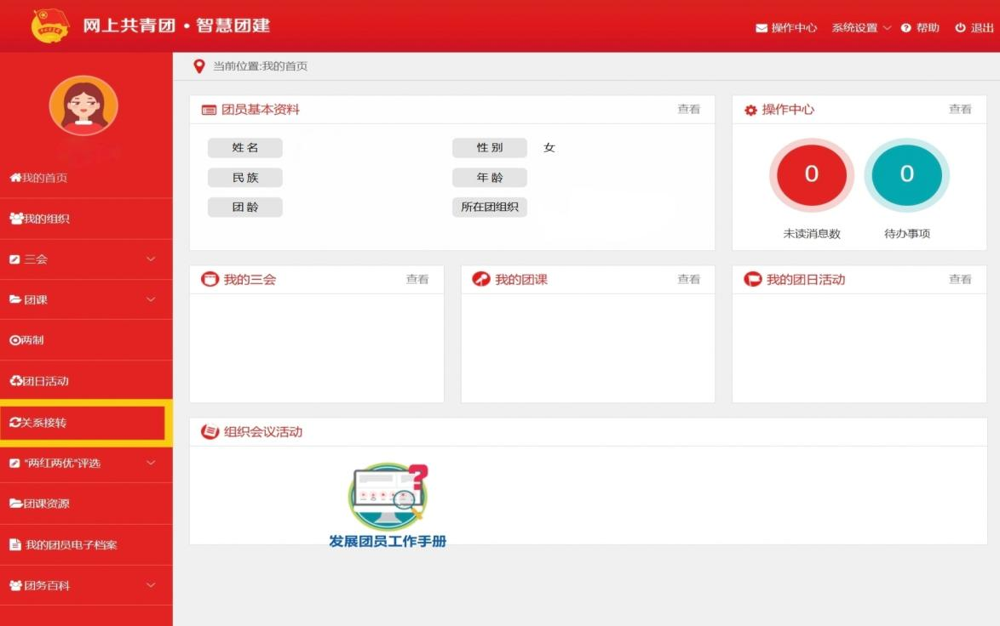 网上共青团·智慧团建
操作中心 系统设置 帮助 退出
当前位置:我的首页
我的首页
我的组织
三会
团课
两制
团日活动
关系接转
“两红两优”评选
团课资源
我的团员电子档案
团务百科
团员基本资料 查看
姓名 性别 女
民族 年龄
团龄 所在团组织
操作中心 查看
0 0
未读消息数 待办事项
我的三会 查看
我的团课 查看
我的团日活动 查看
组织会议活动
?
发展团员工作手册